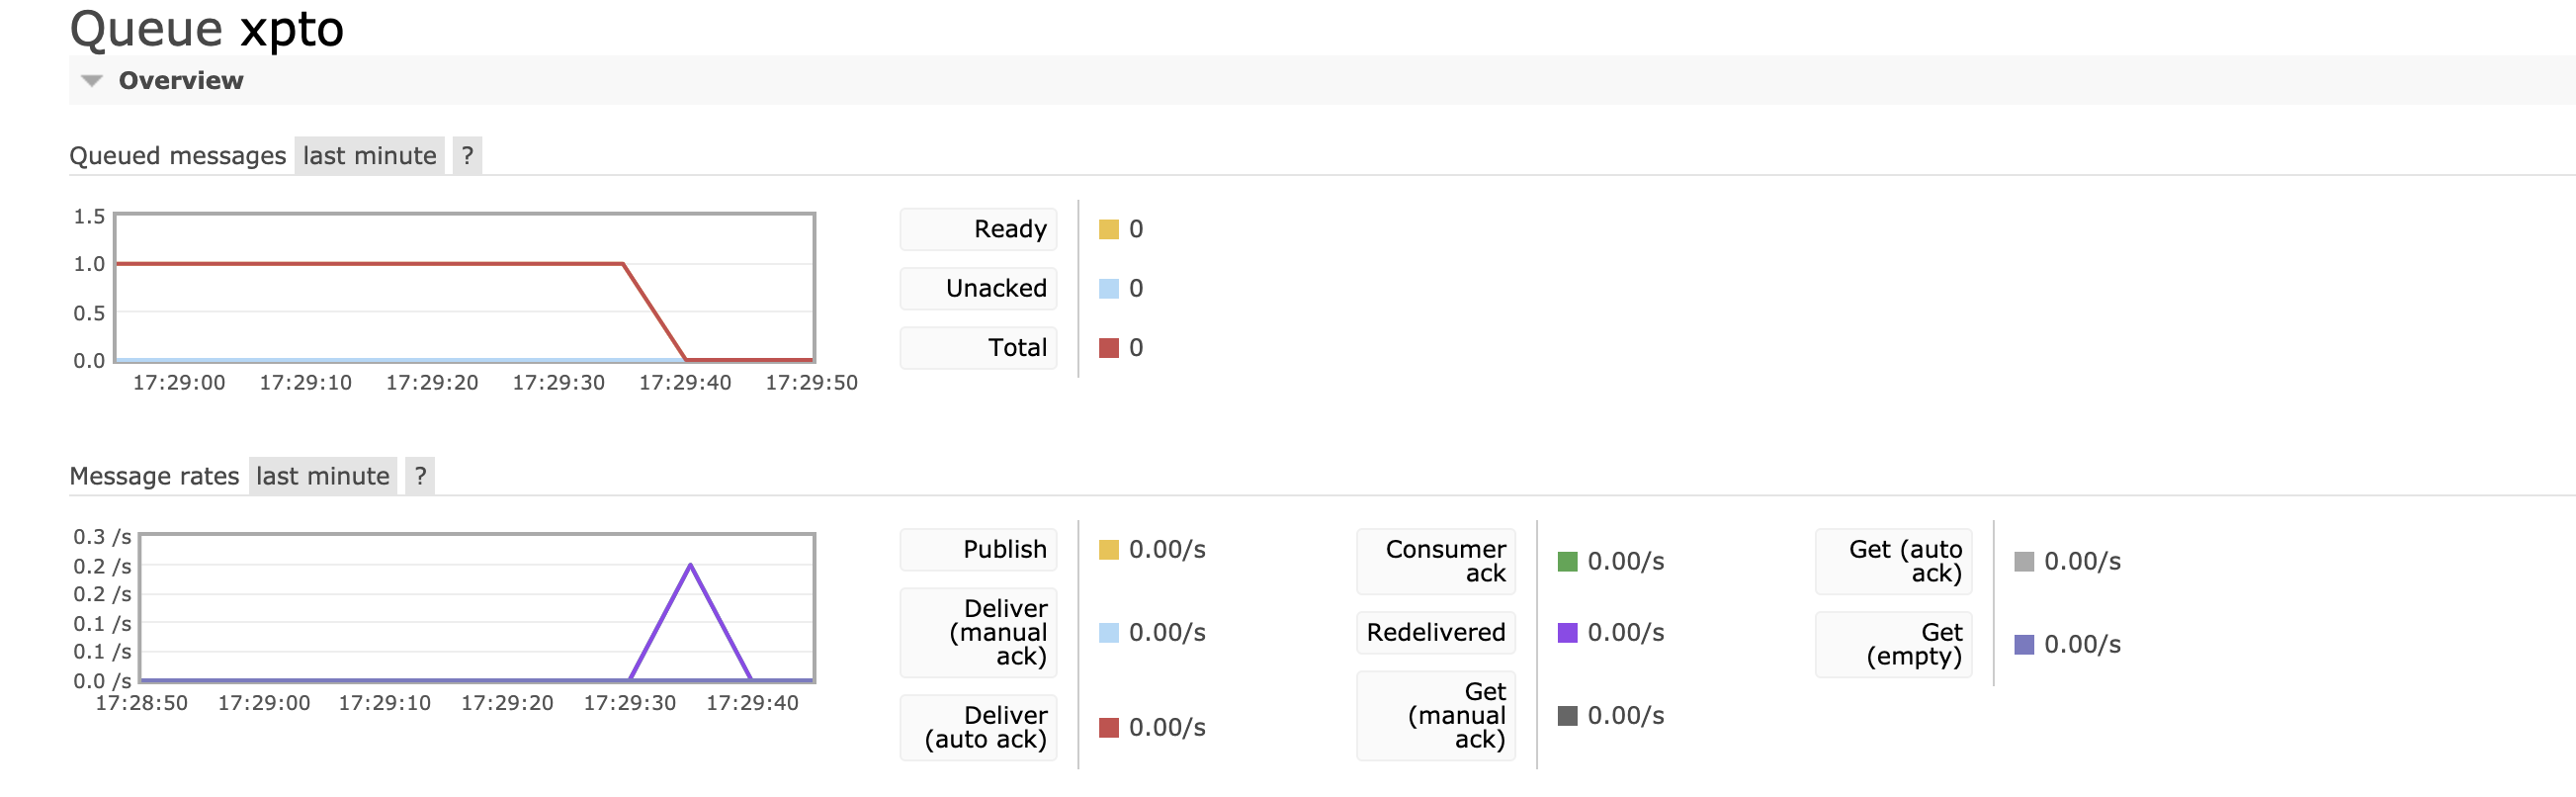 Queue xpto
Overview
Queued messages last minute ?
1.5
1.0
0.5
0.0
17:29:00 17:29:10 17:29:20 17:29:30 17:29:40 17:29:50
Ready 0
Unacked 0
Total 0
Message rates last minute ?
0.3 /s
0.2 /s
0.2 /s
0.1 /s
0.1 /s
0.0 /s
17:28:50 17:29:00 17:29:10 17:29:20 17:29:30 17:29:40
Publish 0.00/s
Deliver
(manual 0.00/s
ack)
Deliver
(auto ack) 0.00/s
Consumer
ack 0.00/s
Redelivered 0.00/s
Get
(manual 0.00/s
ack)
Get (auto
ack) 0.00/s
Get
(empty) 0.00/s